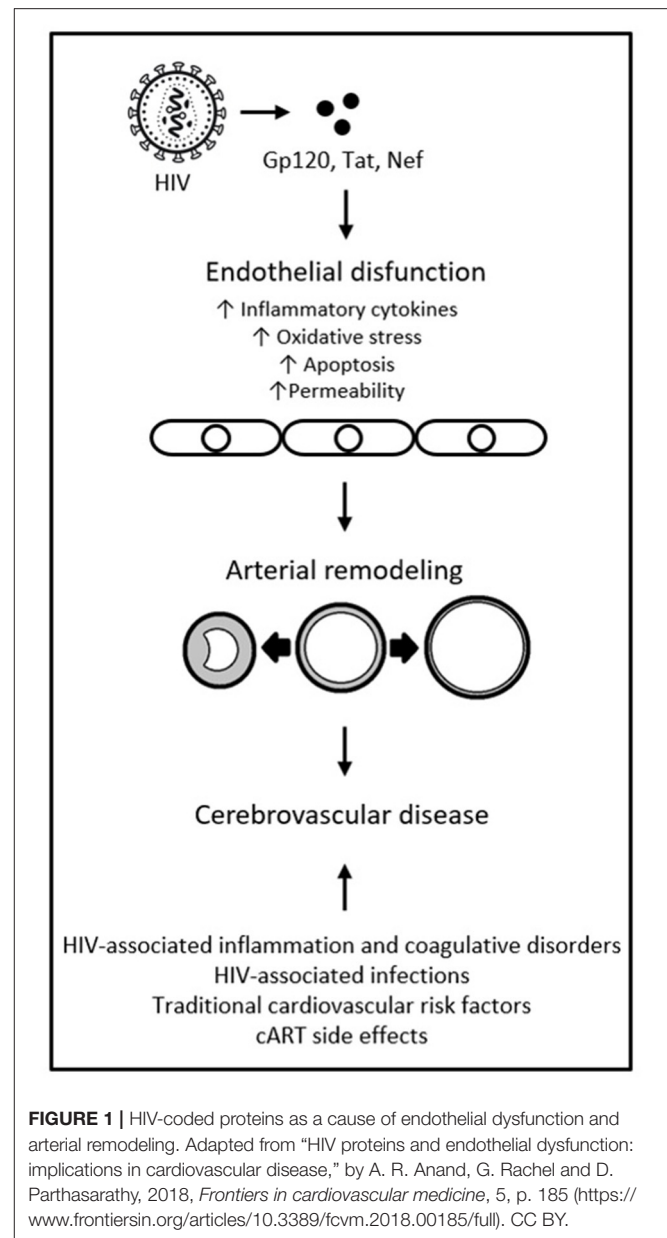 HIV
Gp120, Tat, Nef
Endothelial disfunction
↑ Inflammatory cytokines
↑ Oxidative stress
↑ Apoptosis
↑Permeability
Arterial remodeling
Cerebrovascular disease
HIV-associated inflammation and coagulative disorders
HIV-associated infections
Traditional cardiovascular risk factors
cART side effects
FIGURE 1 | HIV-coded proteins as a cause of endothelial dysfunction and
arterial remodeling. Adapted from “HIV proteins and endothelial dysfunction:
implications in cardiovascular disease,” by A. R. Anand, G. Rachel and D.
Parthasarathy, 2018, Frontiers in cardiovascular medicine, 5, p. 185 (https://
www.frontiersin.org/articles/10.3389/fcvm.2018.00185/full). CC BY.